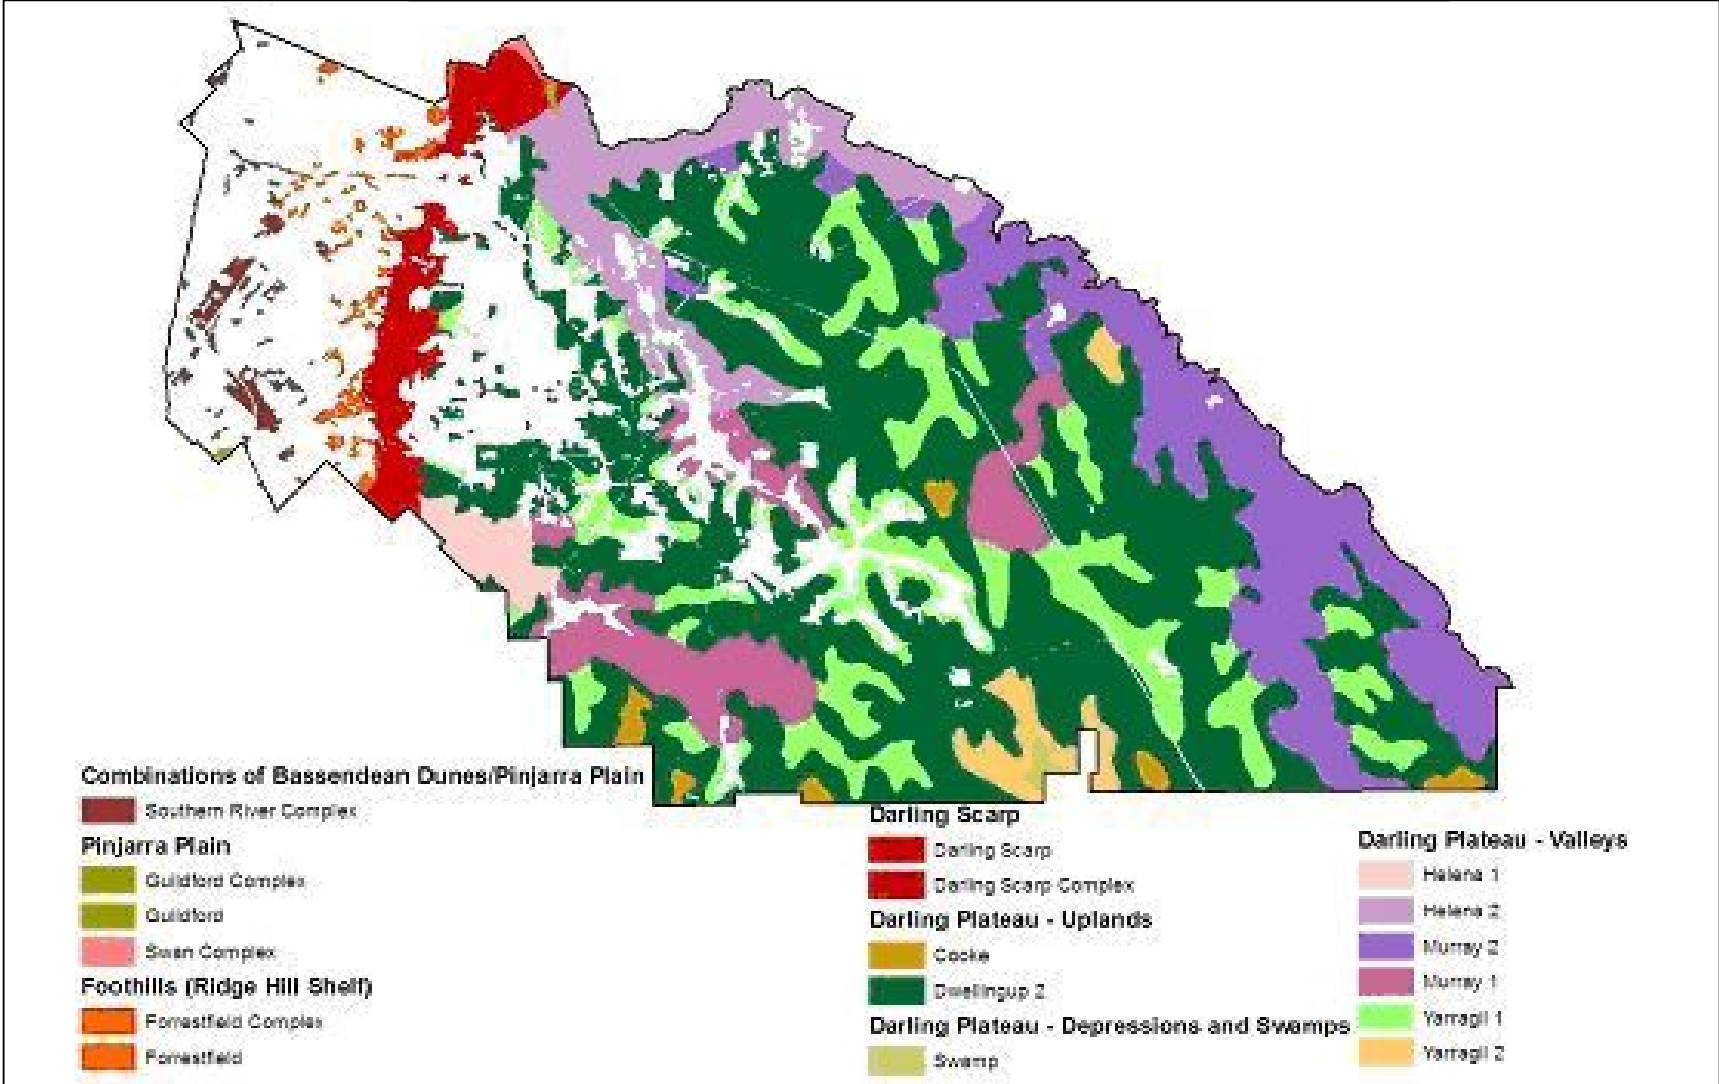 Combinations of Bassendean Dunes/Pinjarra Plain
Southern River Complex
Pinjarra Plain
Guildford Complex
Guildford
Swan Complex
Foothills (Ridge Hill Shelf)
Forrestfield Complex
Forrestfield
Darling Scarp
Darling Scarp
Darling Scarp Complex
Darling Plateau - Uplands
Cooke
Dwellingup 2
Darling Plateau - Depressions and Swamps
Swamp
Darling Plateau - Valleys
Helena 1
Helena 2
Murray 2
Murray 1
Yarragil 1
Yarragil 2